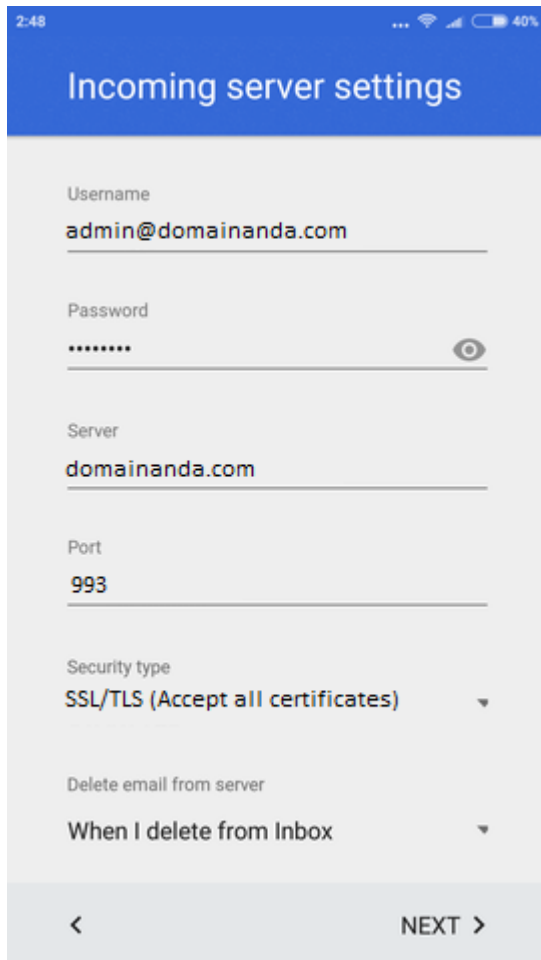 2:48 ... 40%
Incoming server settings
Username
admin@domainanda.com
Password
••••••••
Server
domainanda.com
Port
993
Security type
SSL/TLS (Accept all certificates)
Delete email from server
When I delete from Inbox
< NEXT >